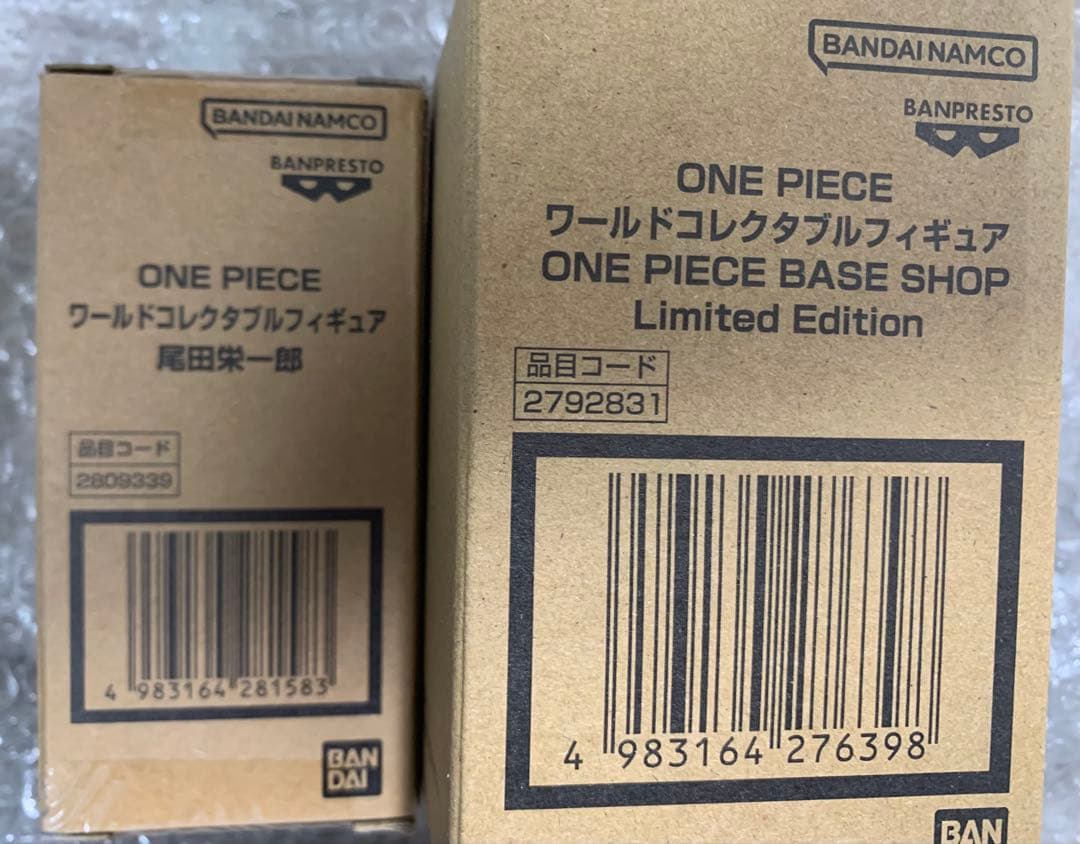 BANDAI NAMCO
BANPRESTO
ONE PIECE
ワールドコレクタブルフィギュア
尾田栄一郎
品目コード
2809339
4 983164 281583
BAN
DAI
BANDAI NAMCO
BANPRESTO
ONE PIECE
ワールドコレクタブルフィギュア
ONE PIECE BASE SHOP
Limited Edition
品目コード
2792831
4 983164 276398
BAN